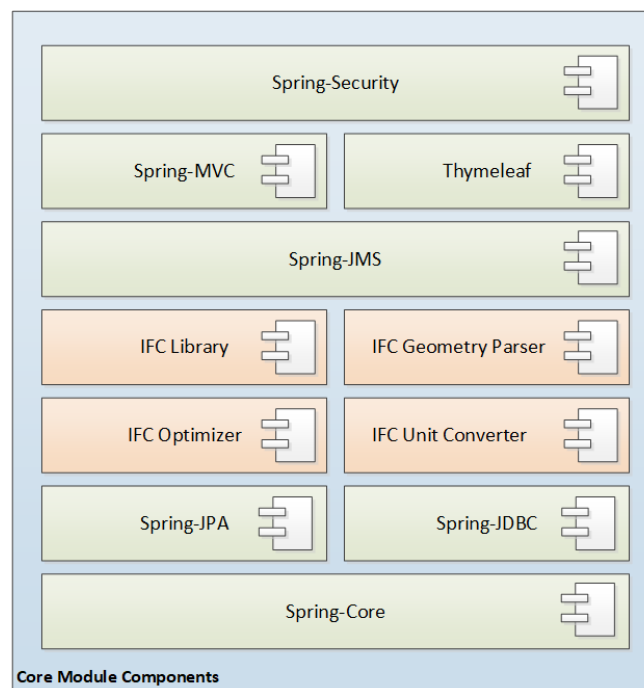 Spring-Security
Spring-MVC
Thymeleaf
Spring-JMS
IFC Library
IFC Geometry Parser
IFC Optimizer
IFC Unit Converter
Spring-JPA
Spring-JDBC
Spring-Core
Core Module Components